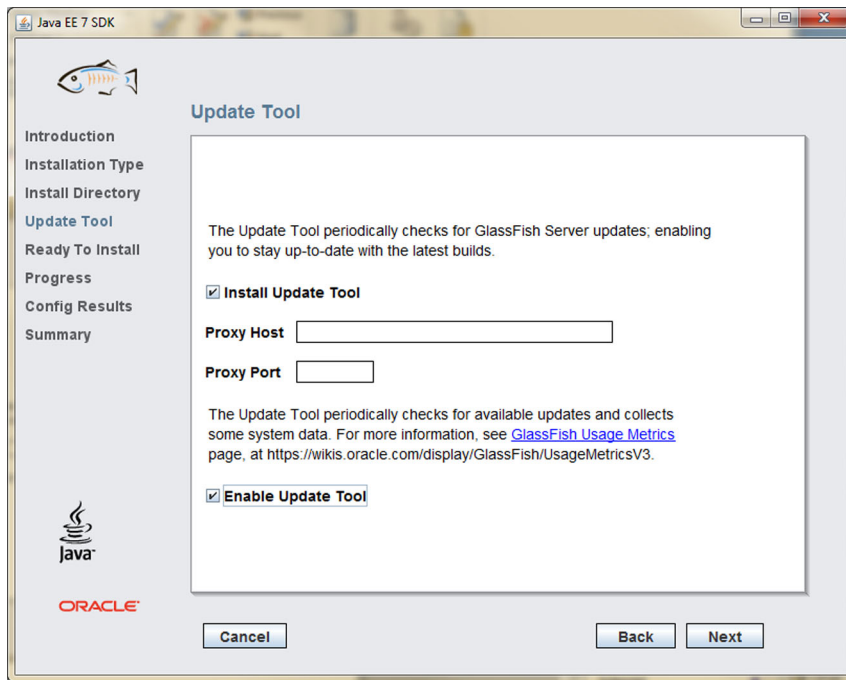 Java EE 7 SDK
Update Tool
Introduction
Installation Type
Install Directory
Update Tool
Ready To Install
Progress
Config Results
Summary
The Update Tool periodically checks for GlassFish Server updates; enabling
you to stay up-to-date with the latest builds.
Install Update Tool
Proxy Host
Proxy Port
The Update Tool periodically checks for available updates and collects
some system data. For more information, see GlassFish Usage Metrics
page, at https://wikis.oracle.com/display/GlassFish/UsageMetricsV3.
Enable Update Tool
Java™
ORACLE®
Cancel
Back
Next